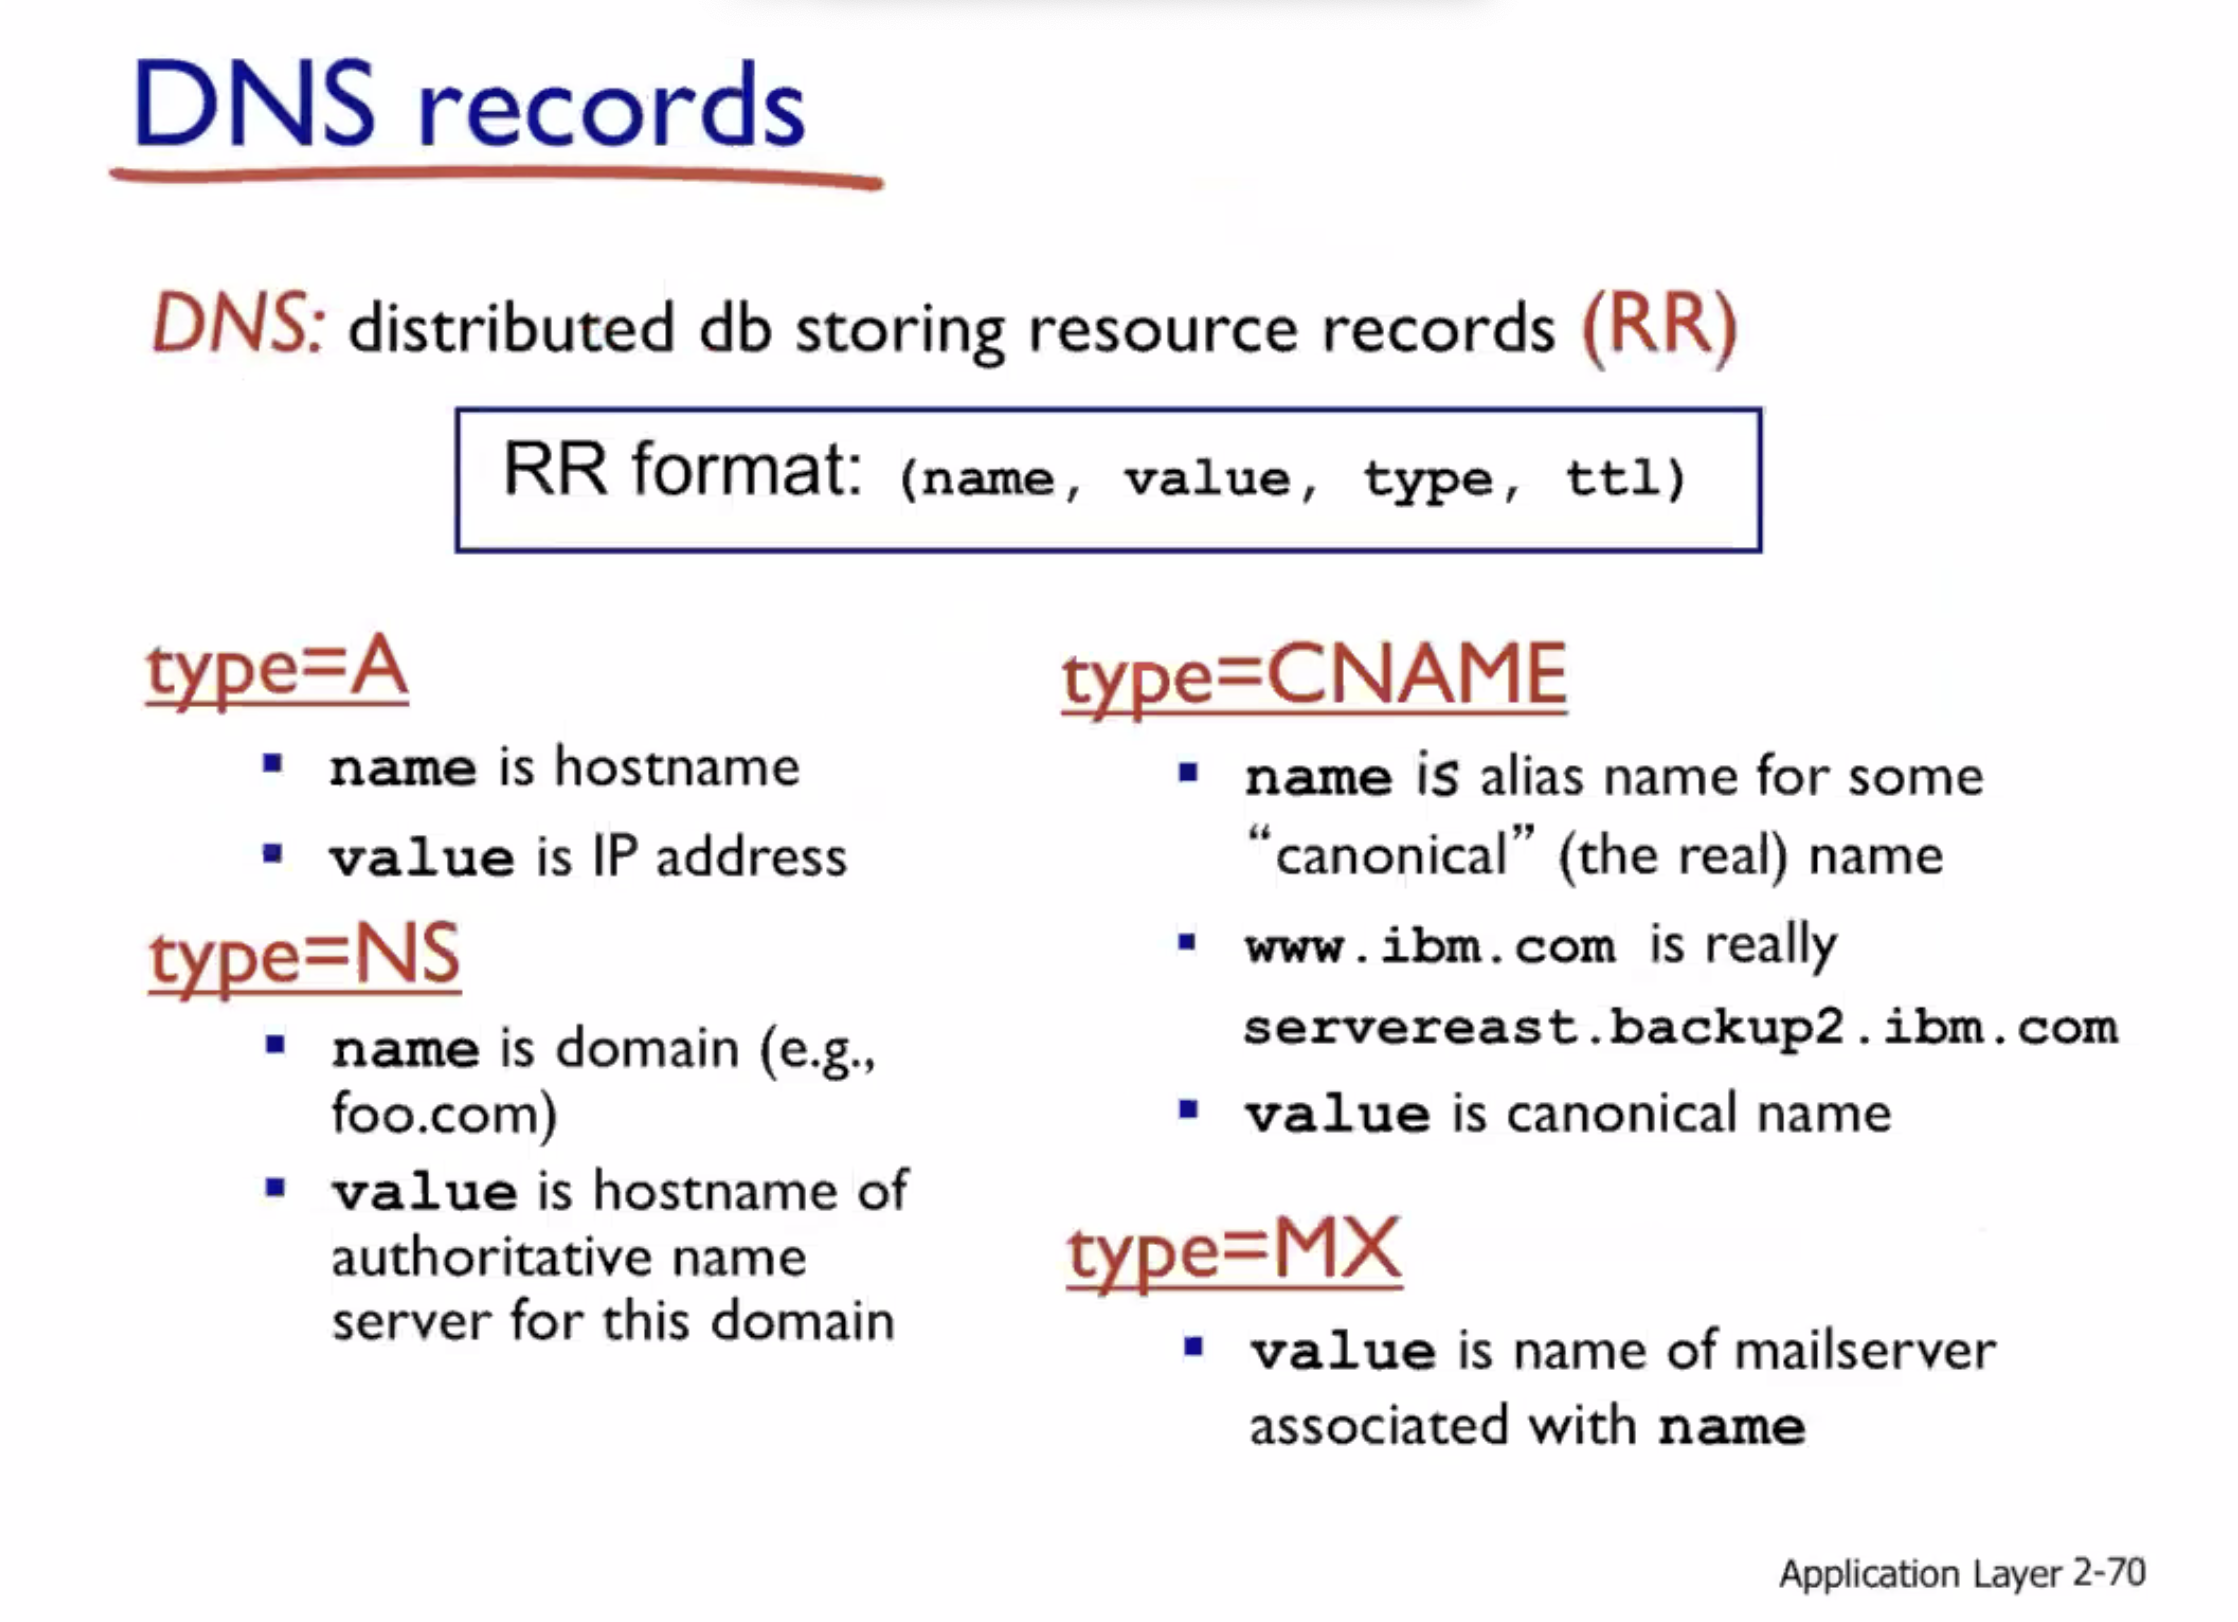 DNS records
DNS: distributed db storing resource records (RR)
RR format: (name, value, type, ttl)
type=A
▪ name is hostname
▪ value is IP address
type=NS
▪ name is domain (e.g.,
foo.com)
▪ value is hostname of
authoritative name
server for this domain
type=CNAME
▪ name is alias name for some
“canonical” (the real) name
▪ www.ibm.com is really
servereast.backup2.ibm.com
▪ value is canonical name
type=MX
▪ value is name of mailserver
associated with name
Application Layer 2-70